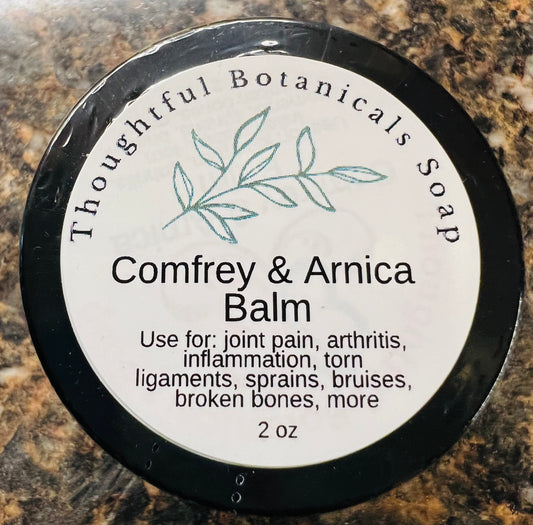 Thoughtful Botanicals Soap
Comfrey & Arnica
Balm
Use for: joint pain, arthritis,
inflammation, torn
ligaments, sprains, bruises,
broken bones, more
2 oz